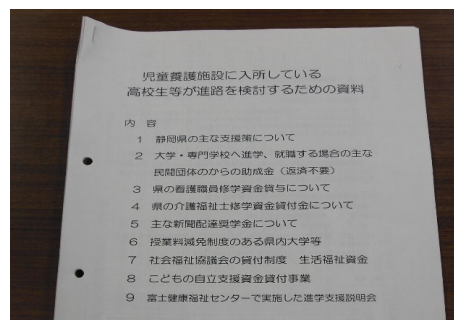 児童養護施設に入所している
高校生等が進路を検討するための資料
内 容
1 静岡県の主な支援策について
2 大学・専門学校へ進学、就職する場合の主な
民間団体のからの助成金（返済不要）
3 県の看護職員修学資金貸与について
4 県の介護福祉士修学資金貸付金について
5 主な新聞配達奨学金について
6 授業料減免制度のある県内大学等
7 社会福祉協議会の貸付制度 生活福祉資金
8 こどもの自立支援資金貸付事業
9 富士健康福祉センターで実施した進学支援説明会